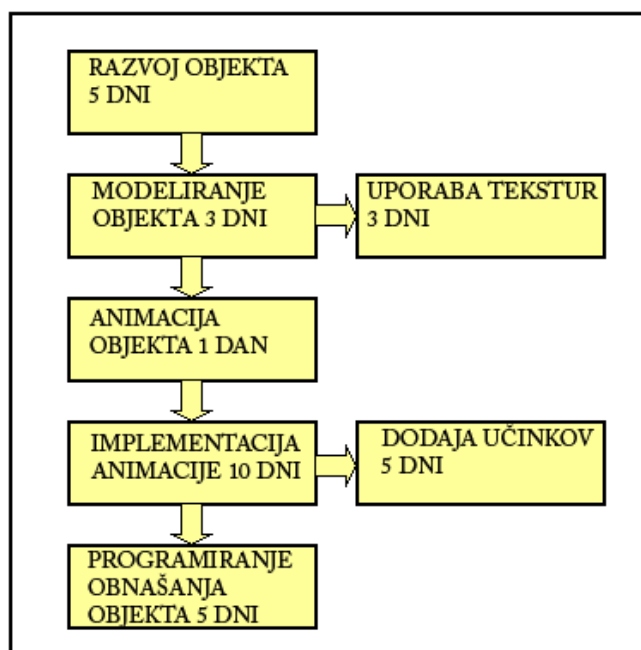 RAZVOJ OBJEKTA
5 DNI
MODELIRANJE
OBJEKTA 3 DNI
UPORABA TEKSTUR
3 DNI
ANIMACIJA
OBJEKTA 1 DAN
IMPLEMENTACIJA
ANIMACIJE 10 DNI
DODAJA UČINKOV
5 DNI
PROGRAMIRANJE
OBNAŠANJA
OBJEKTA 5 DNI